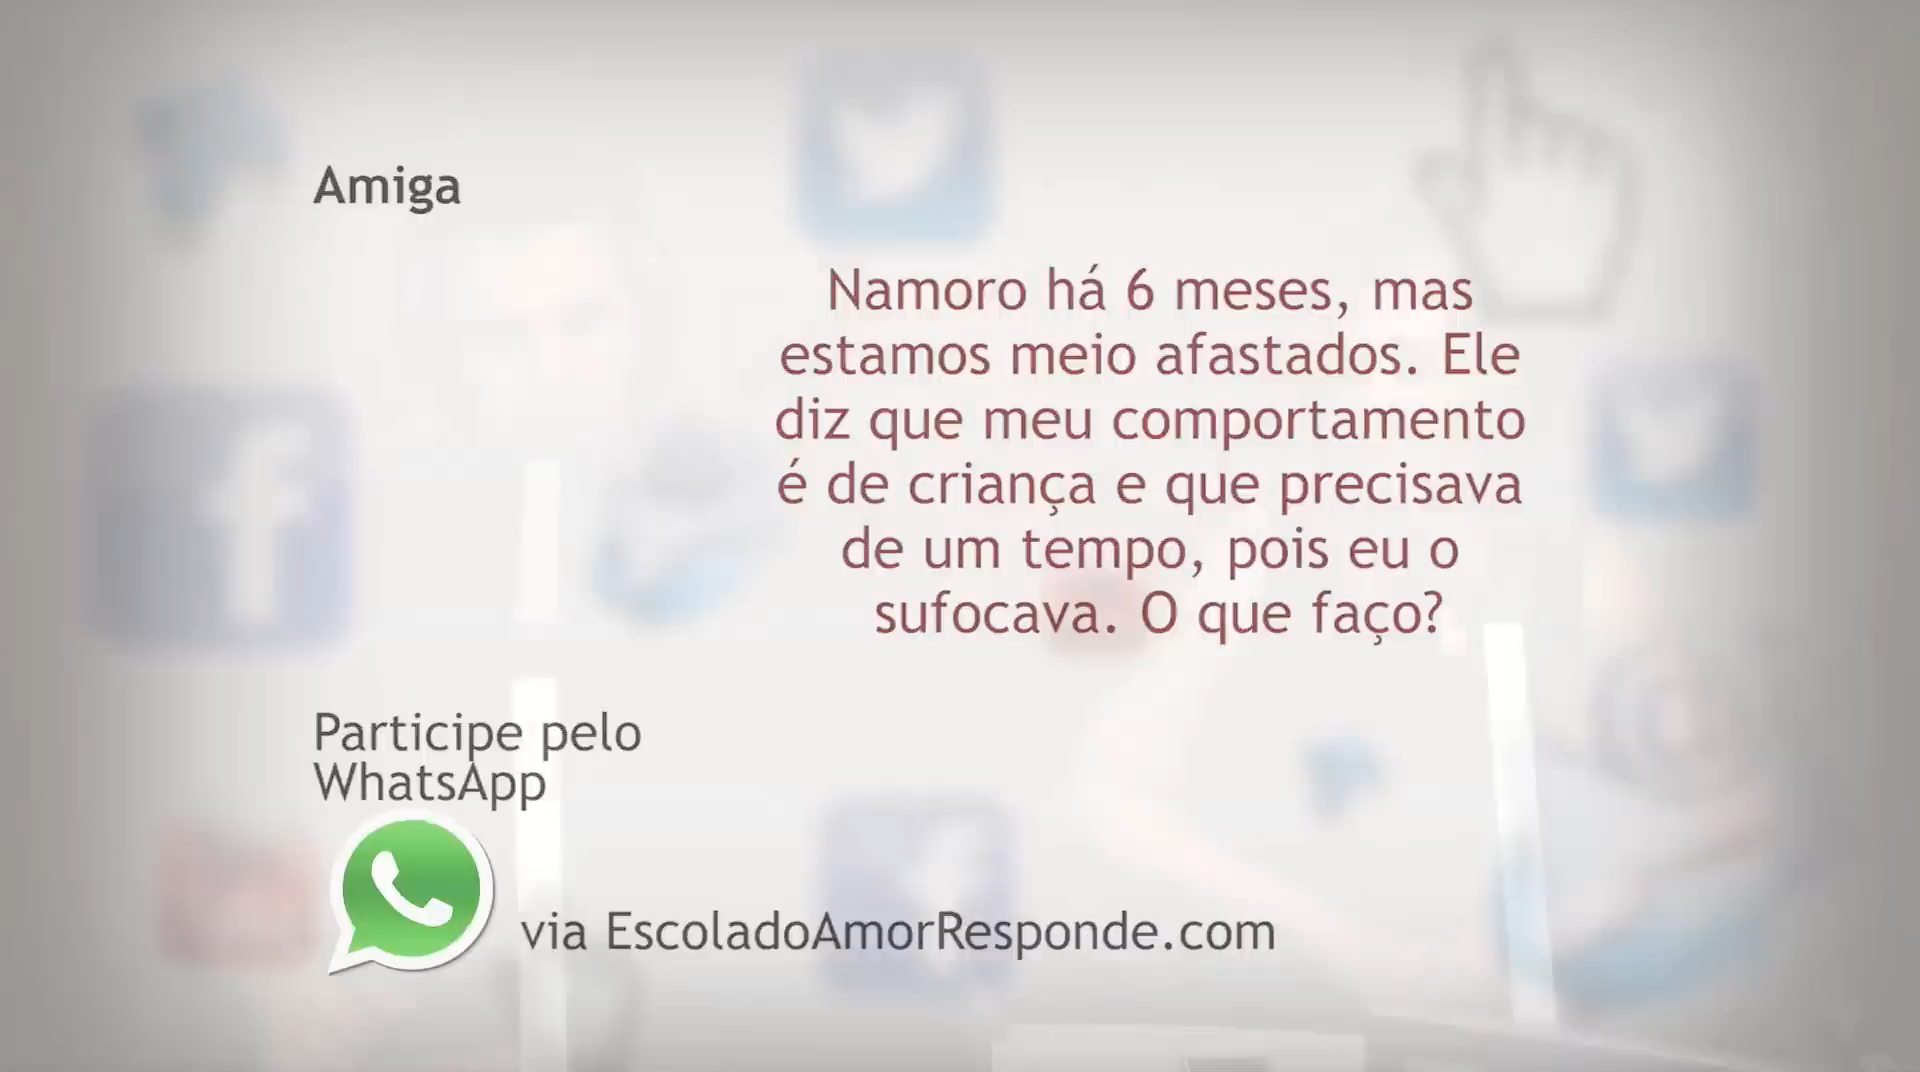 Amiga
Namoro há 6 meses, mas
estamos meio afastados. Ele
diz que meu comportamento
é de criança e que precisava
de um tempo, pois eu o
sufocava. O que faço?
Participe pelo
WhatsApp
via EscoladoAmorResponde.com